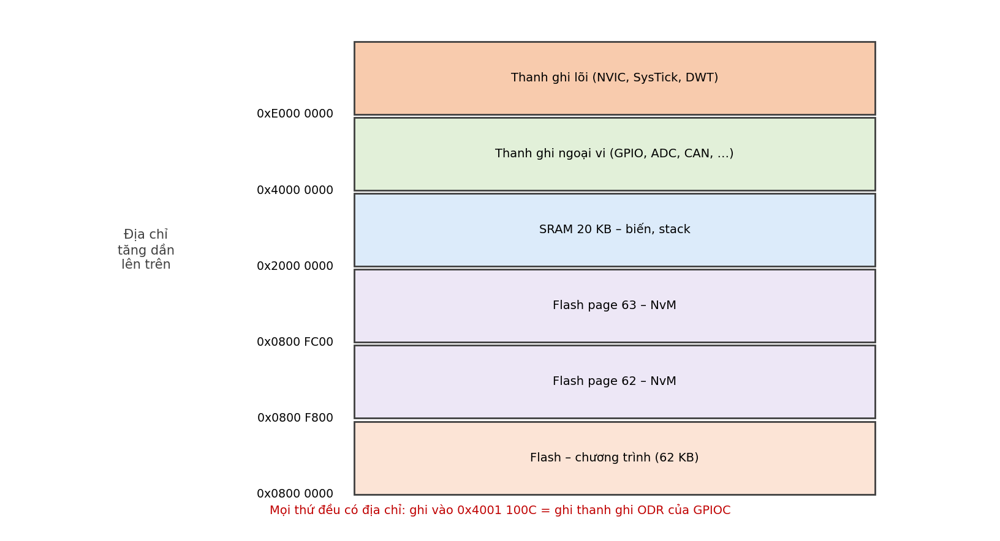 Thanh ghi lõi (NVIC, SysTick, DWT)
0xE000 0000
Thanh ghi ngoại vi (GPIO, ADC, CAN, …)
0x4000 0000
Địa chỉ
tăng dần
lên trên
SRAM 20 KB – biến, stack
0x2000 0000
Flash page 63 – NvM
0x0800 FC00
Flash page 62 – NvM
0x0800 F800
Flash – chương trình (62 KB)
0x0800 0000
Mọi thứ đều có địa chỉ: ghi vào 0x4001 100C = ghi thanh ghi ODR của GPIOC